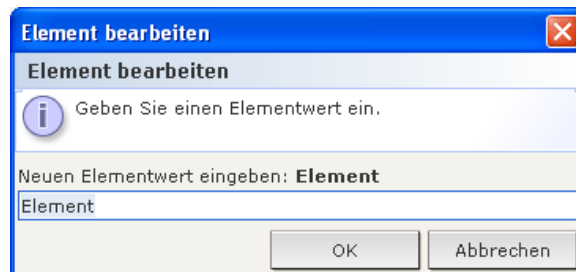 Element bearbeiten
Element bearbeiten
Geben Sie einen Elementwert ein.
Neuen Elementwert eingeben: Element
Element
OK Abbrechen